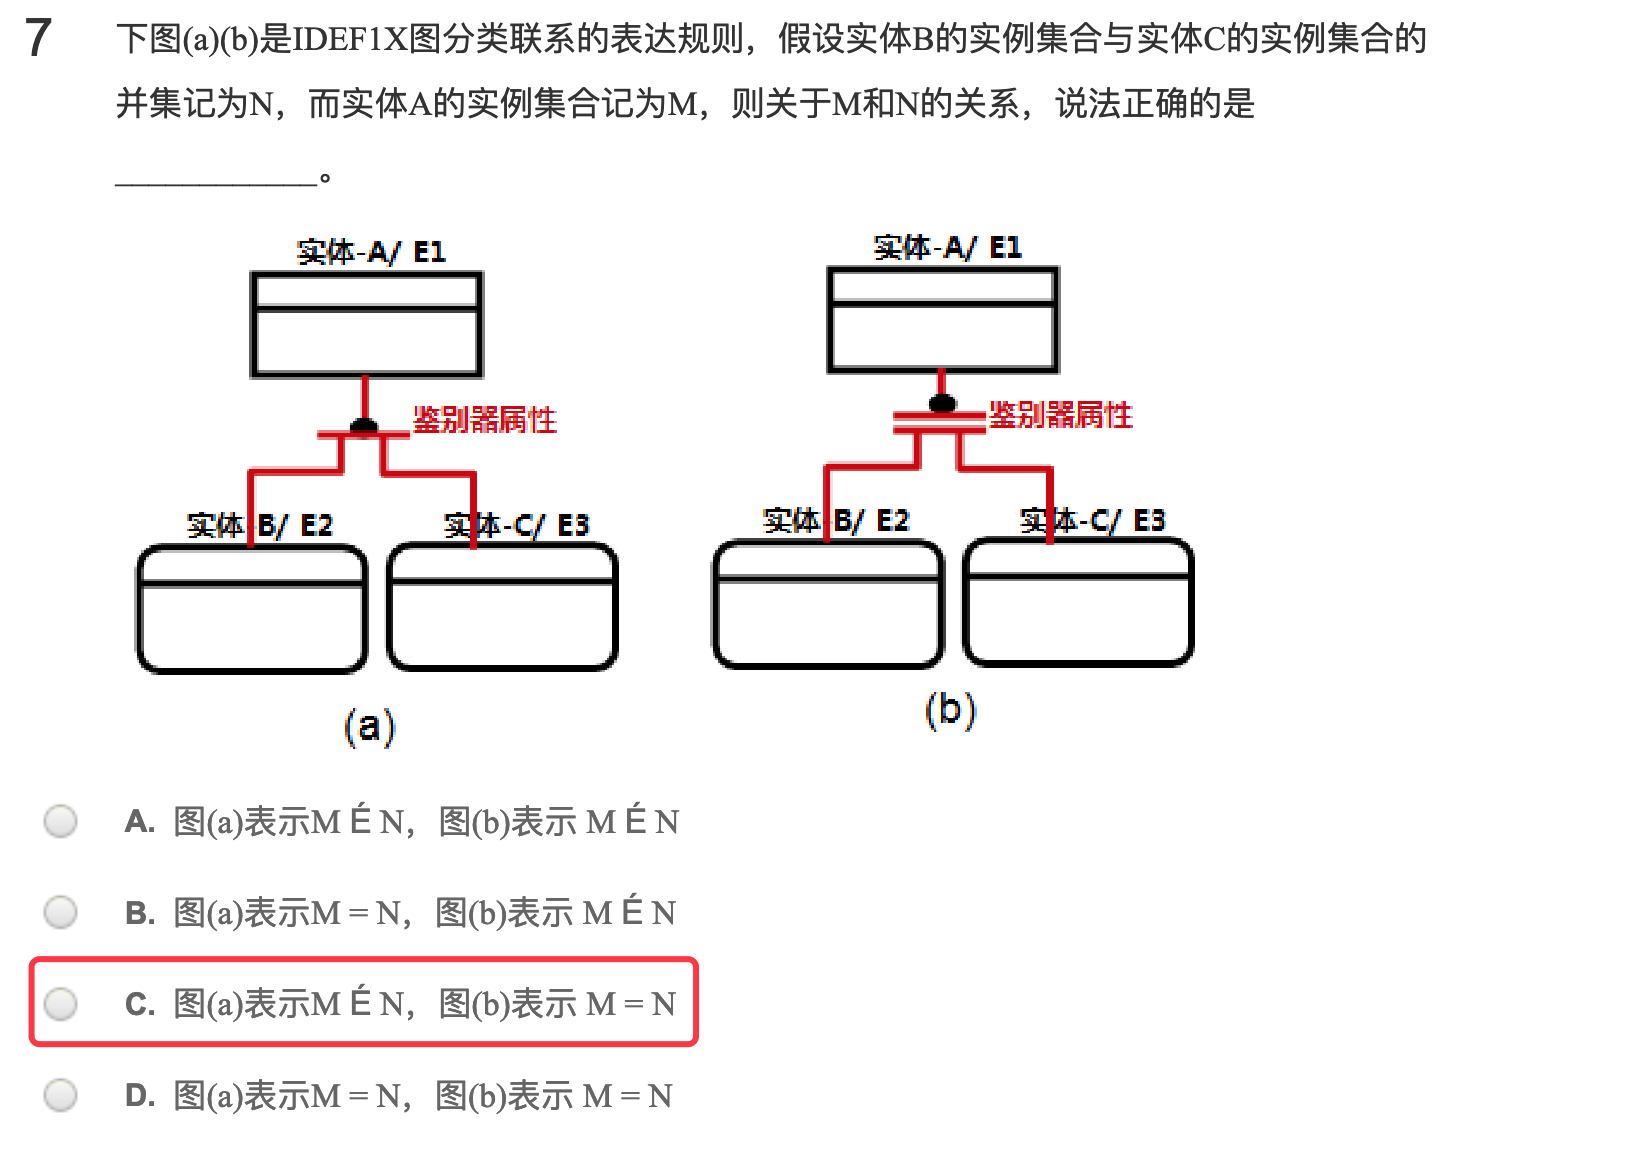 7 下图(a)(b)是IDEF1X图分类联系的表达规则，假设实体B的实例集合与实体C的实例集合的
并集记为N，而实体A的实例集合记为M，则关于M和N的关系，说法正确的是
____________。
实体-A/ E1 实体-A/ E1
鉴别器属性 鉴别器属性
实体-B/ E2 实体-C/ E3 实体-B/ E2 实体-C/ E3
(a) (b)
A. 图(a)表示M É N，图(b)表示 M É N
B. 图(a)表示M = N，图(b)表示 M É N
C. 图(a)表示M É N，图(b)表示 M = N
D. 图(a)表示M = N，图(b)表示 M = N